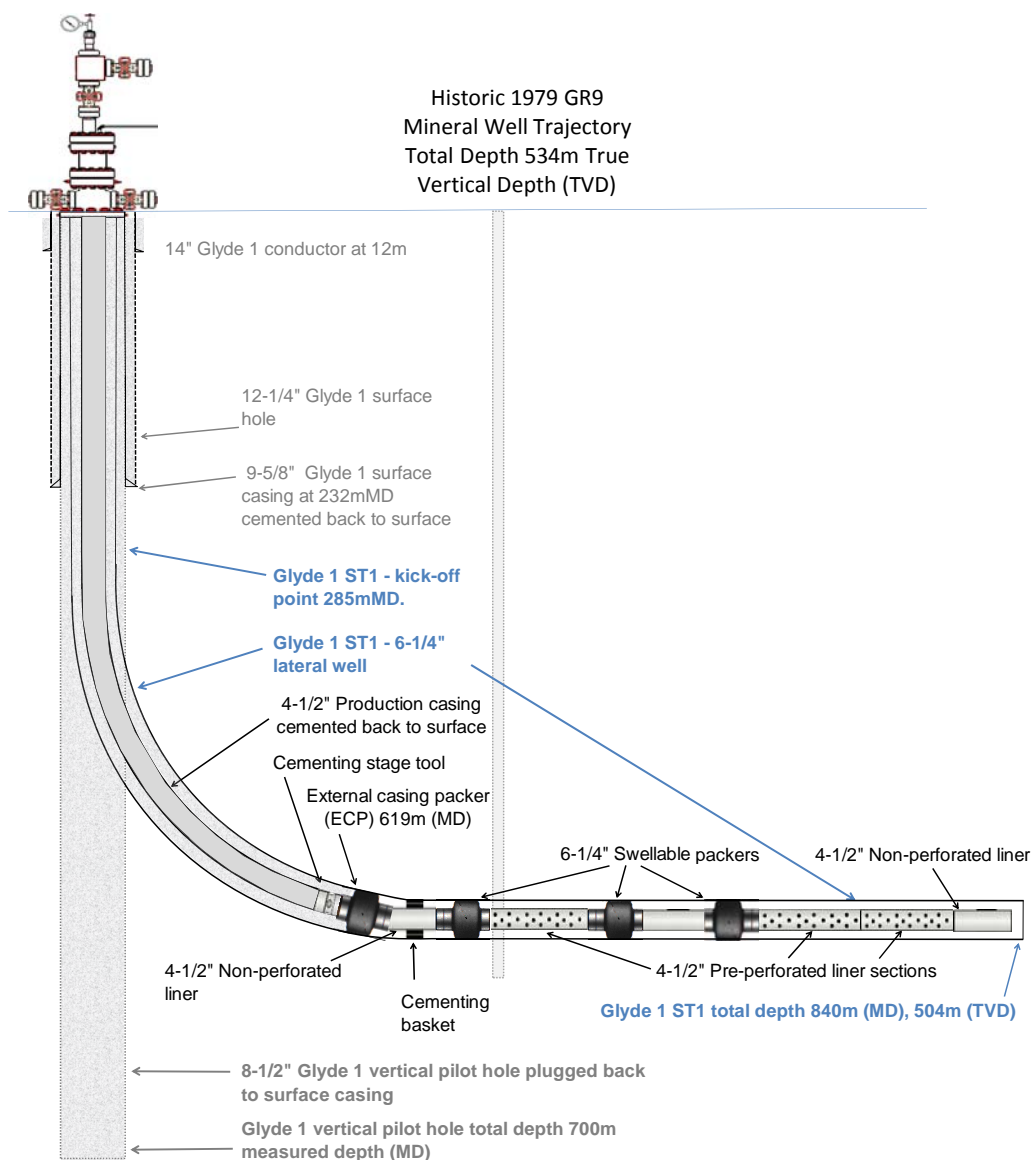 Historic 1979 GR9
Mineral Well Trajectory
Total Depth 534m True
Vertical Depth (TVD)
14" Glyde 1 conductor at 12m
12-1/4" Glyde 1 surface
hole
9-5/8" Glyde 1 surface
casing at 232mMD
cemented back to surface
Glyde 1 ST1 - kick-off
point 285mMD.
Glyde 1 ST1 - 6-1/4"
lateral well
4-1/2" Production casing
cemented back to surface
Cementing stage tool
External casing packer
(ECP) 619m (MD)
6-1/4" Swellable packers
4-1/2" Non-perforated liner
4-1/2" Non-perforated
liner
Cementing
basket
4-1/2" Pre-perforated liner sections
Glyde 1 ST1 total depth 840m (MD), 504m (TVD)
8-1/2" Glyde 1 vertical pilot hole plugged back
to surface casing
Glyde 1 vertical pilot hole total depth 700m
measured depth (MD)